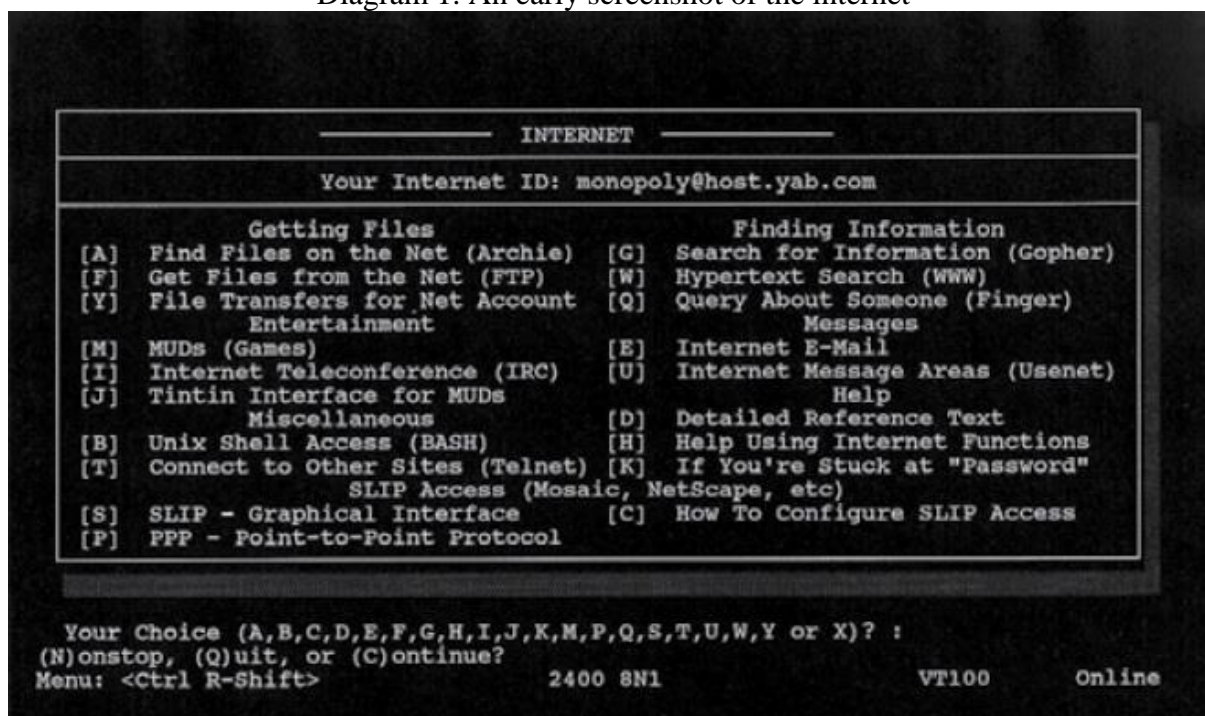 Diagram 1: An early screenshot of the internet
INTERNET
Your Internet ID: monopoly@host.yab.com
Getting Files Finding Information
[A] Find Files on the Net (Archie) [G] Search for Information (Gopher)
[F] Get Files from the Net (FTP) [W] Hypertext Search (WWW)
[Y] File Transfers for Net Account [Q] Query About Someone (Finger)
Entertainment Messages
[M] MUDs (Games) [E] Internet E-Mail
[I] Internet Teleconference (IRC) [U] Internet Message Areas (Usenet)
[J] Tintin Interface for MUDs Help
Miscellaneous [D] Detailed Reference Text
[B] Unix Shell Access (BASH) [H] Help Using Internet Functions
[T] Connect to Other Sites (Telnet) [K] If You're Stuck at "Password"
SLIP Access (Mosaic, NetScape, etc)
[S] SLIP - Graphical Interface [C] How To Configure SLIP Access
[P] PPP - Point-to-Point Protocol
Your Choice (A,B,C,D,E,F,G,H,I,J,K,M,P,Q,S,T,U,W,Y or X)? :
(N)onstop, (Q)uit, or (C)ontinue?
Menu: <Ctrl R-Shift> 2400 8N1 VT100 Online